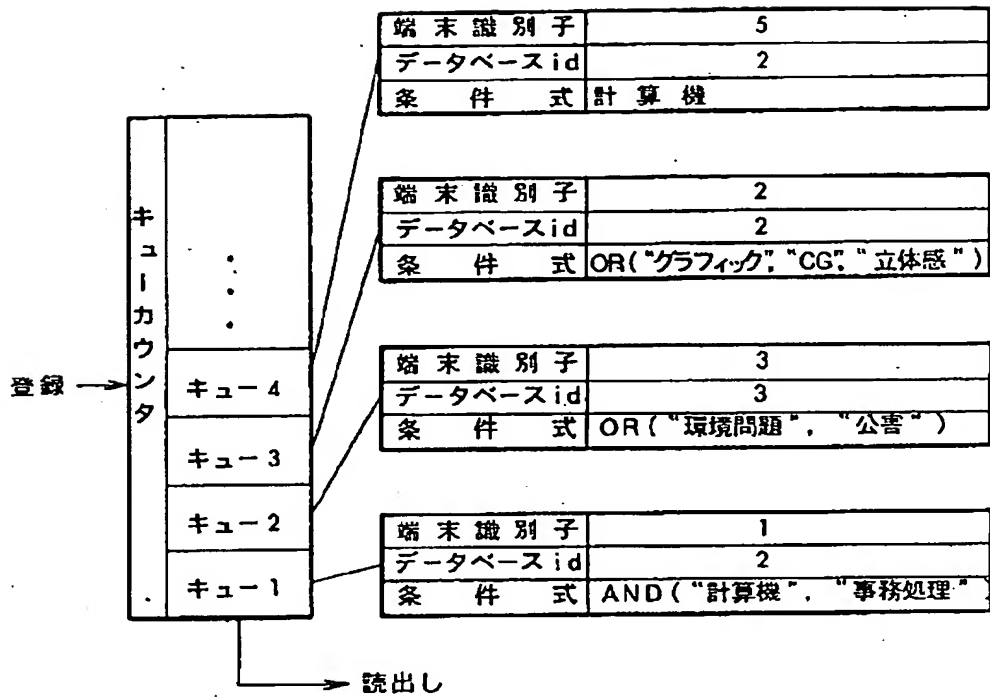 端末識別子 5
データベースid 2
条件式 計算機
端末識別子 2
データベースid 2
条件式 OR("グラフィック", "CG", "立体感")
端末識別子 3
データベースid 3
条件式 OR("環境問題", "公害")
端末識別子 1
データベースid 2
条件式 AND("計算機", "事務処理")
キューカウンタ
登録
キュー4
キュー3
キュー2
キュー1
読出し